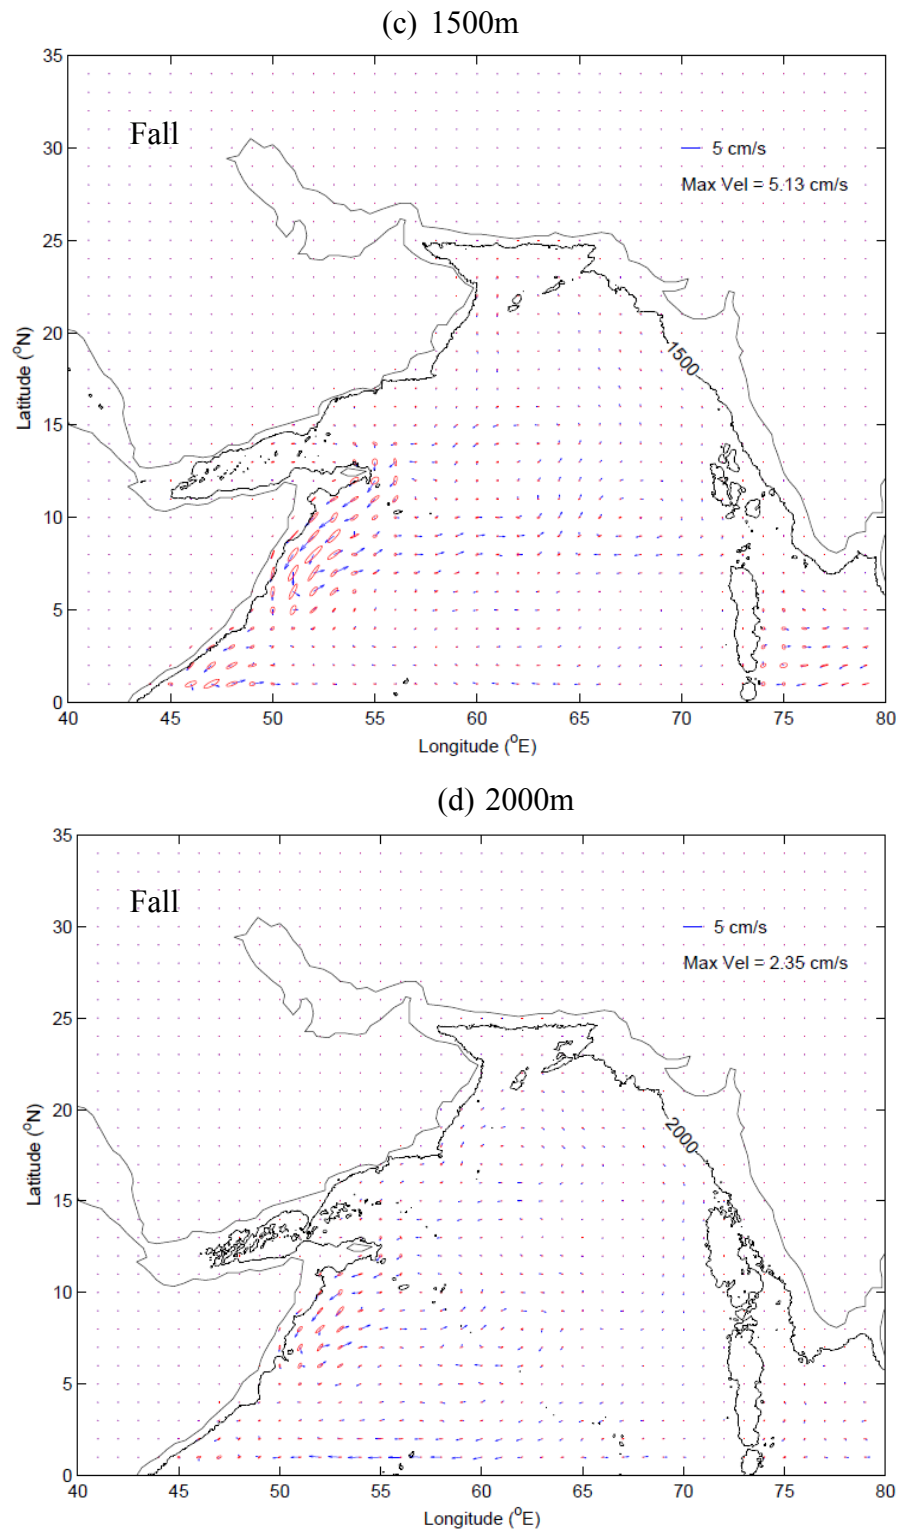 (c) 1500m
35
30
25
20
15
10
5
0
Latitude (°N)
Fall
5 cm/s
Max Vel = 5.13 cm/s
1500
40 45 50 55 60 65 70 75 80
Longitude (°E)
(d) 2000m
35
30
25
20
15
10
5
0
Latitude (°N)
Fall
5 cm/s
Max Vel = 2.35 cm/s
2000
40 45 50 55 60 65 70 75 80
Longitude (°E)